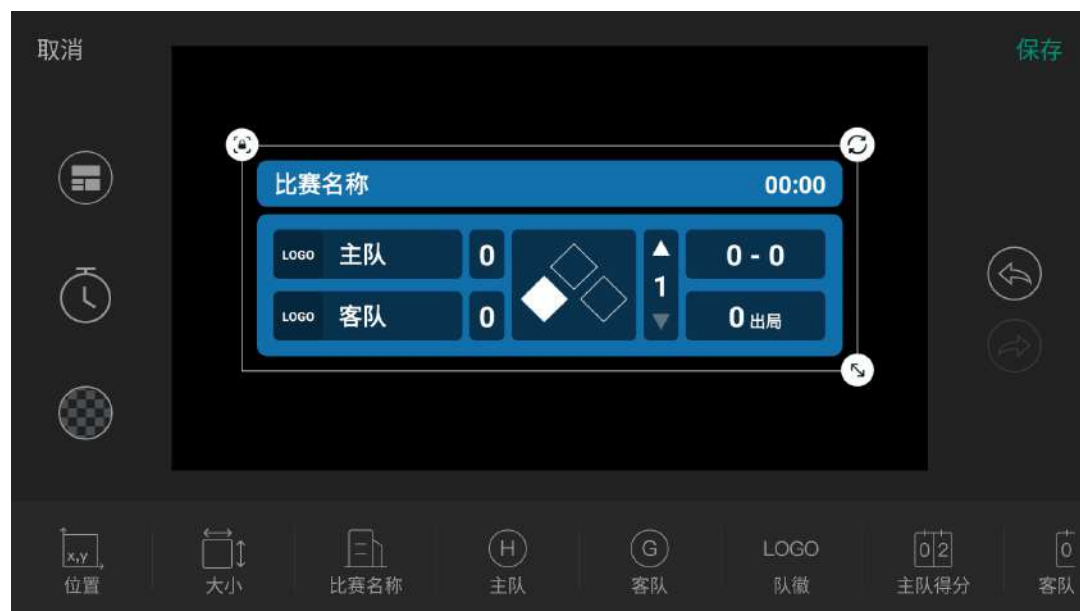 取消
保存
比赛名称 00:00
LOGO 主队 0
1
0 - 0
LOGO 客队 0
0 出局
x,y
位置
大小
比赛名称
H
主队
G
客队
LOGO
队徽
0 2
主队得分
0
客队